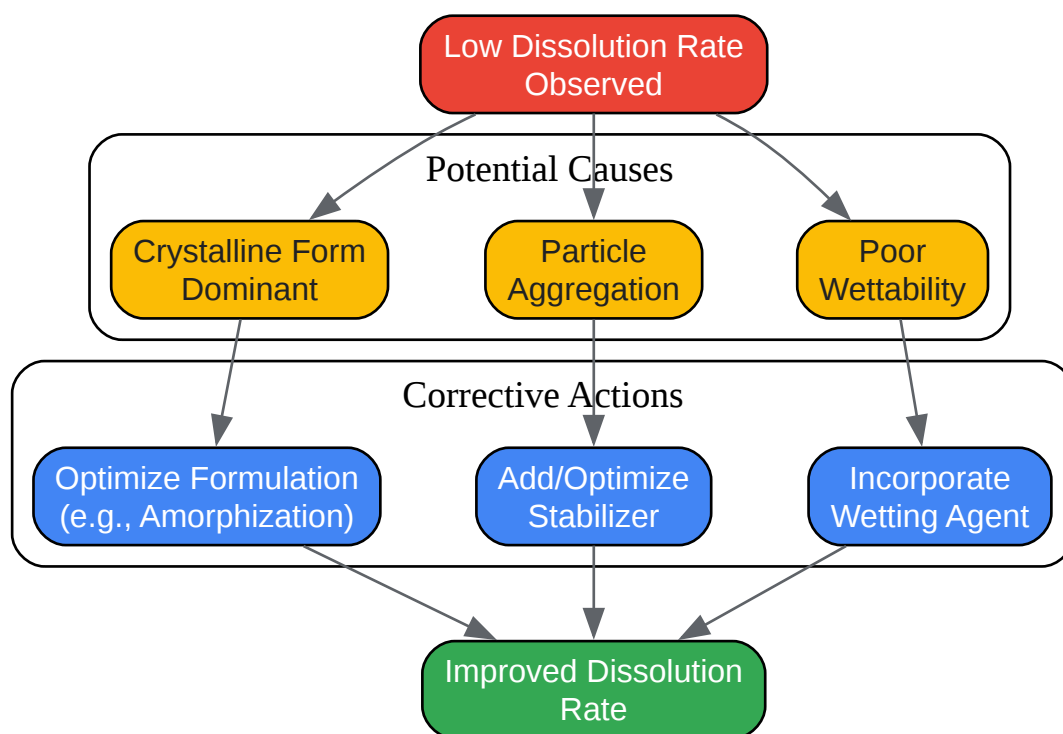 Low Dissolution Rate
Observed
Potential Causes
Crystalline Form
Dominant
Particle
Aggregation
Poor
Wettability
Corrective Actions
Optimize Formulation
(e.g., Amorphization)
Add/Optimize
Stabilizer
Incorporate
Wetting Agent
Improved Dissolution
Rate